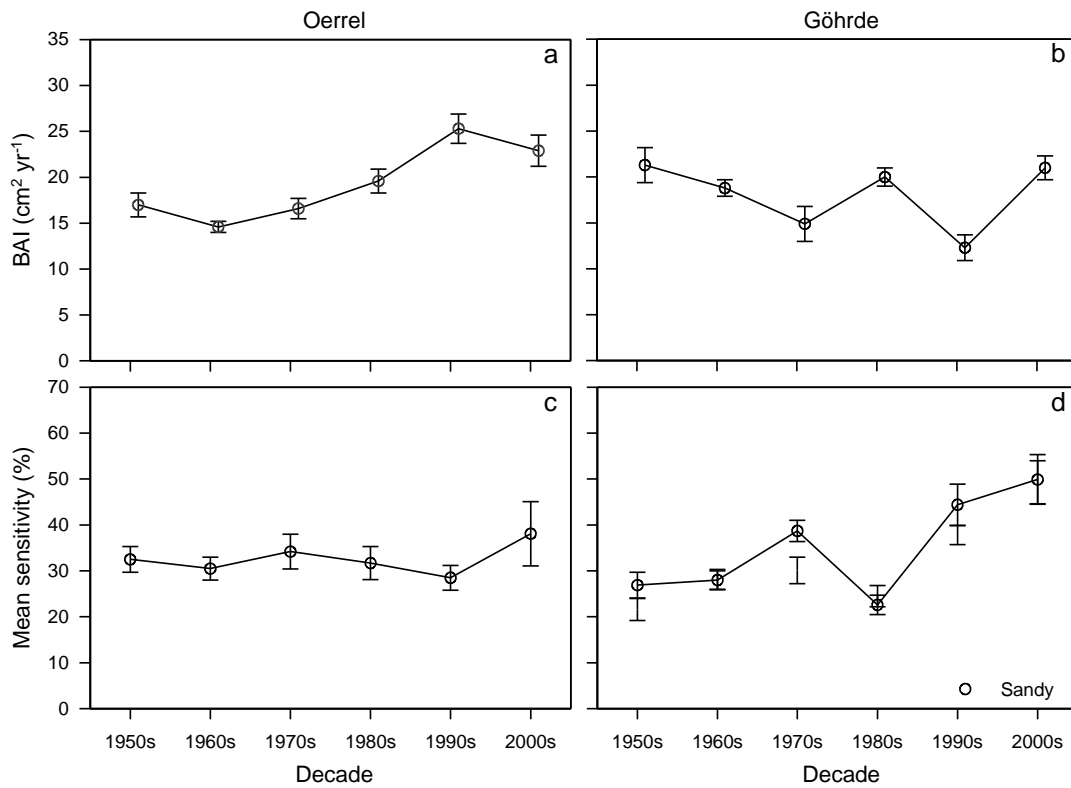 Oerrel
Göhrde
a
b
35
30
25
20
15
10
5
0
BAI (cm² yr⁻¹)
c
d
70
60
50
40
30
20
10
0
Mean sensitivity (%)
Sandy
1950s 1960s 1970s 1980s 1990s 2000s
1950s 1960s 1970s 1980s 1990s 2000s
Decade
Decade